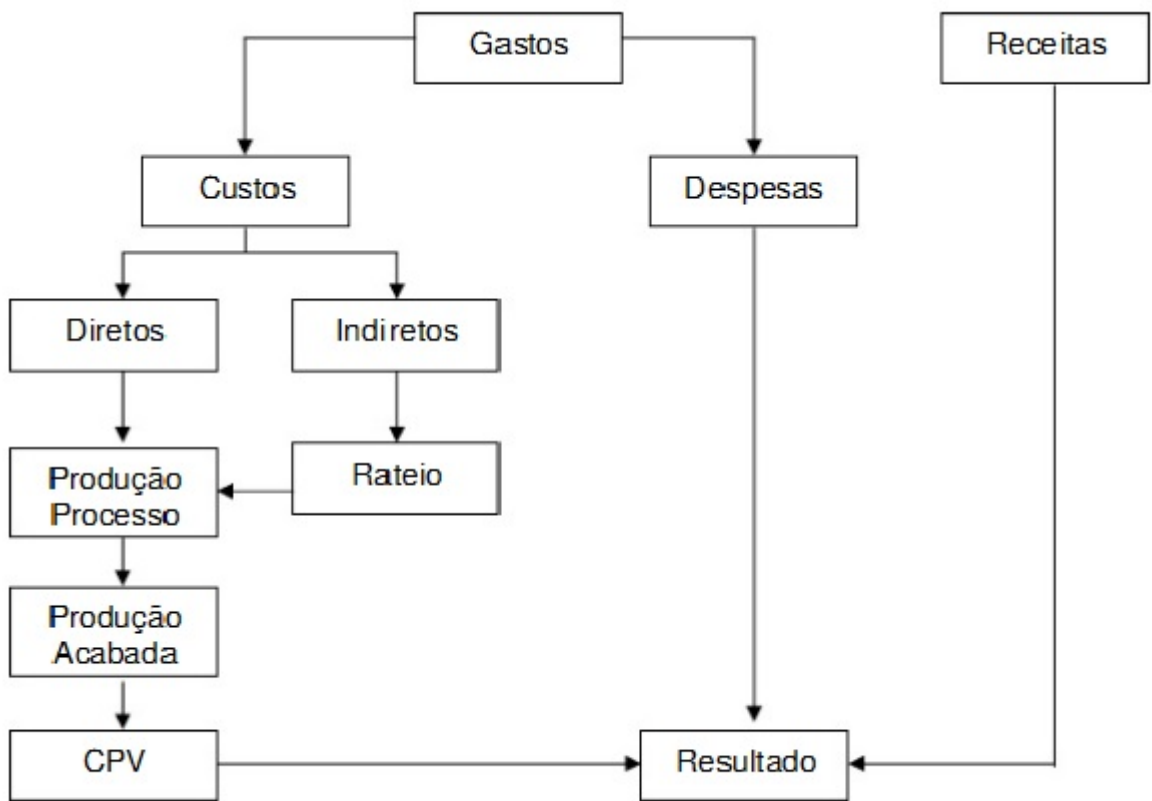 Gastos
Receitas
Custos
Despesas
Diretos
Indiretos
Produção
Processo
Rateio
Produção
Acabada
CPV
Resultado